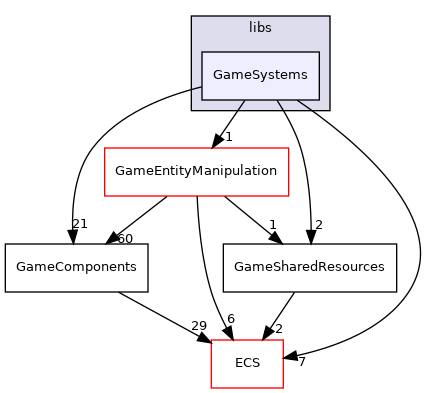 libs
GameSystems
1
GameEntityManipulation
21
60
1
2
GameComponents
GameSharedResources
29
6
2
7
ECS